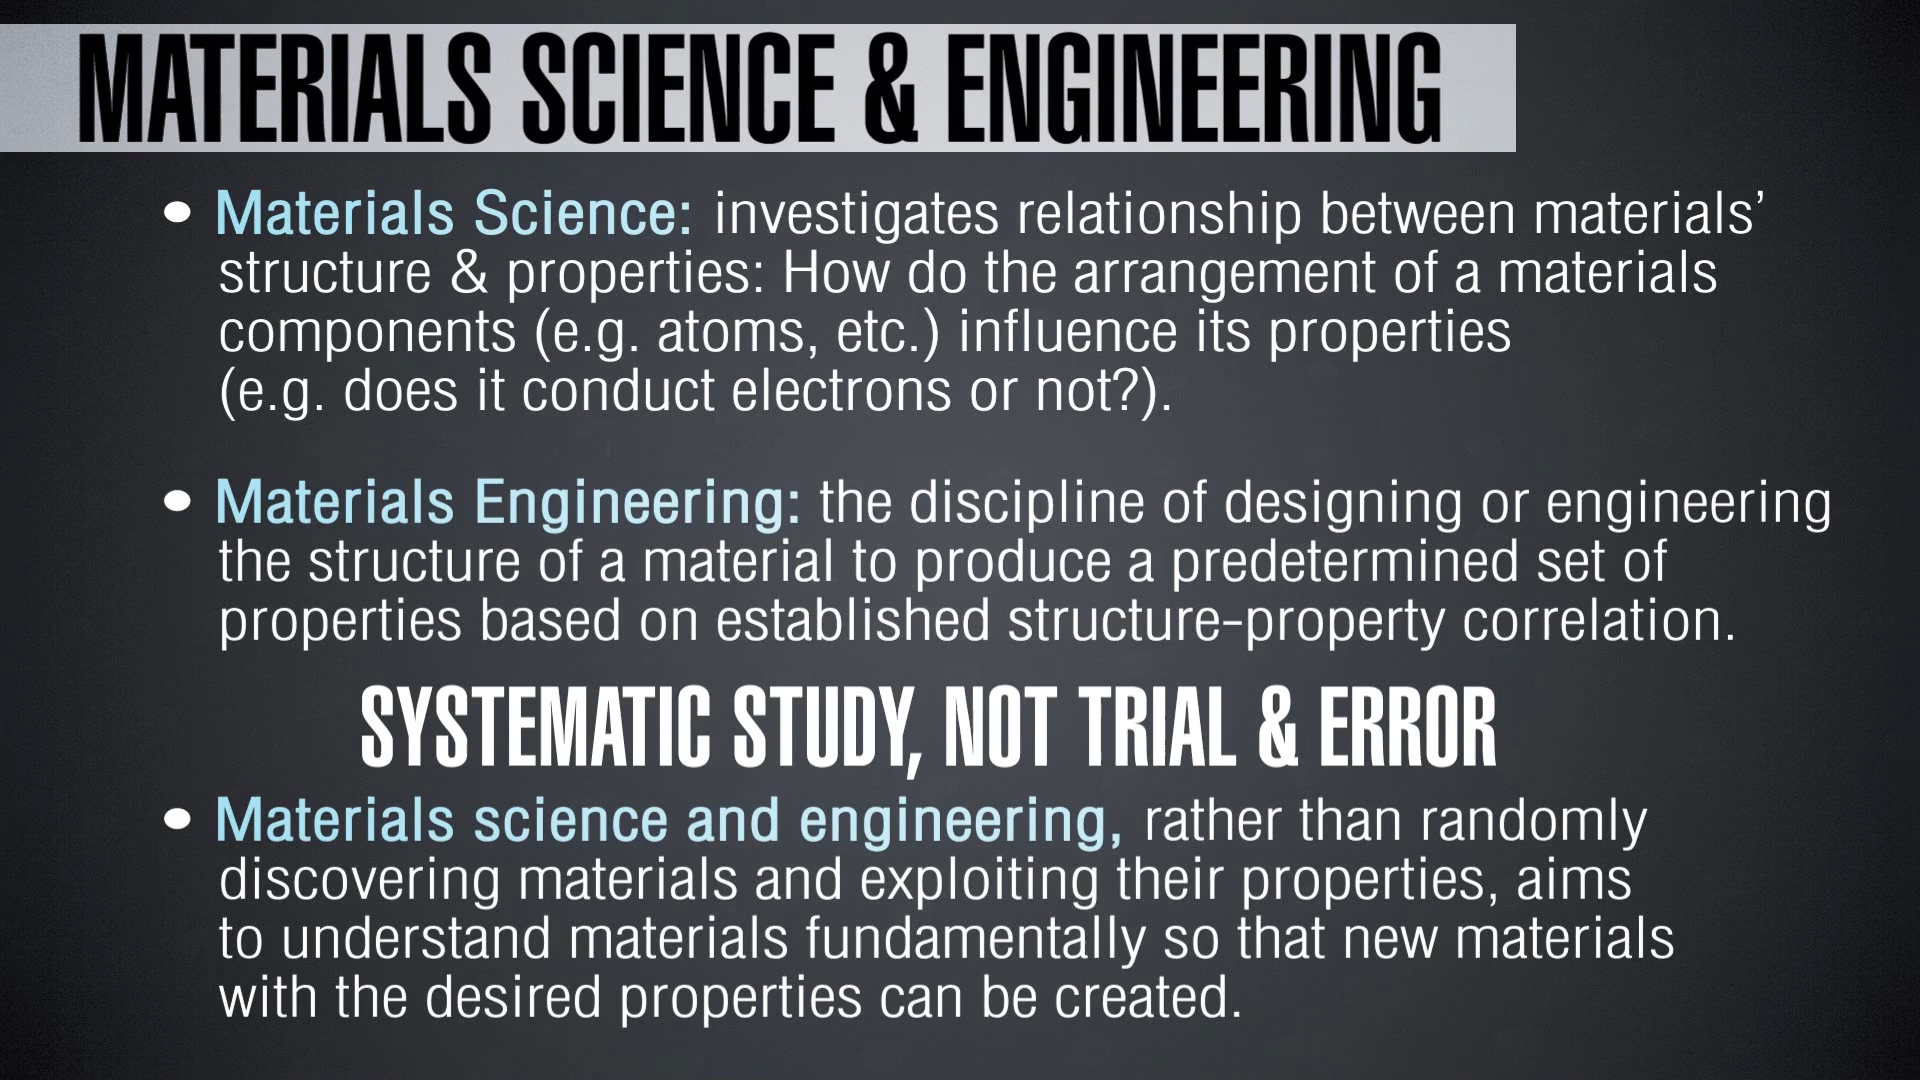 MATERIALS SCIENCE & ENGINEERING
• Materials Science: investigates relationship between materials’
structure & properties: How do the arrangement of a materials
components (e.g. atoms, etc.) influence its properties
(e.g. does it conduct electrons or not?).
• Materials Engineering: the discipline of designing or engineering
the structure of a material to produce a predetermined set of
properties based on established structure-property correlation.
SYSTEMATIC STUDY, NOT TRIAL & ERROR
• Materials science and engineering, rather than randomly
discovering materials and exploiting their properties, aims
to understand materials fundamentally so that new materials
with the desired properties can be created.